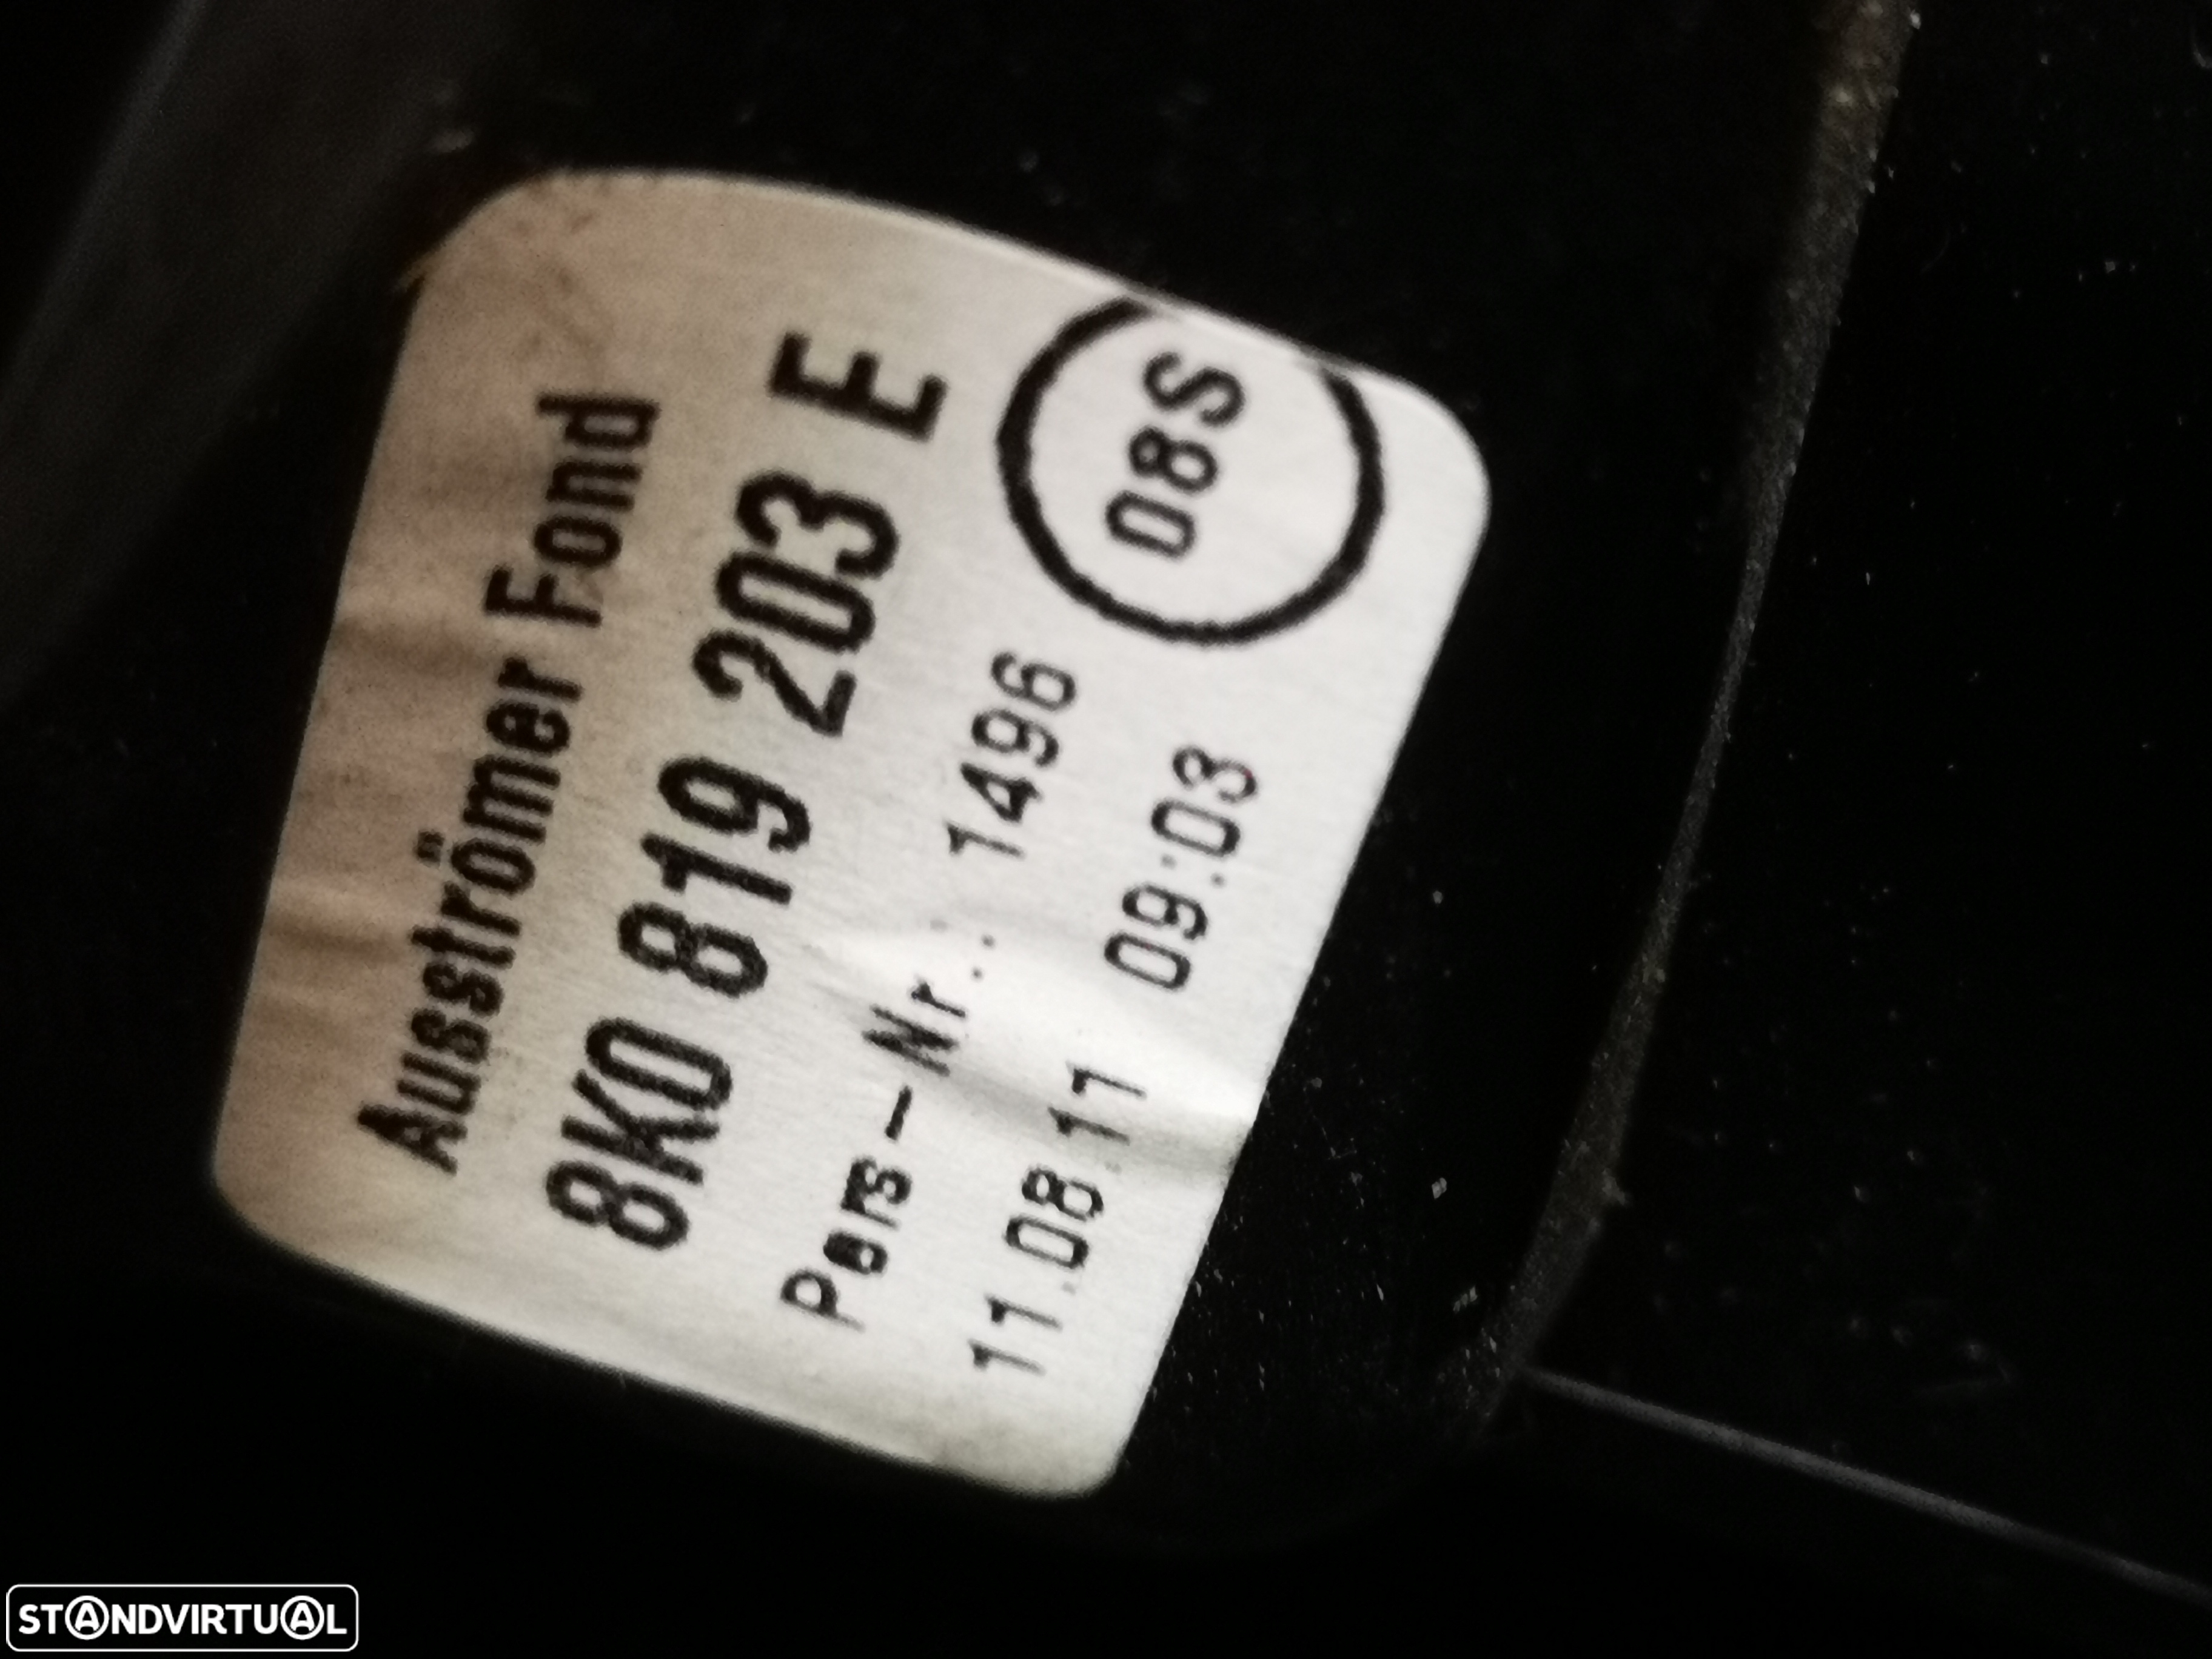 Ausströmer Fond
8K0 819 203 E
Pers-Nr.: 1496
08S
11.08.11 09:03
STANDVIRTUAL